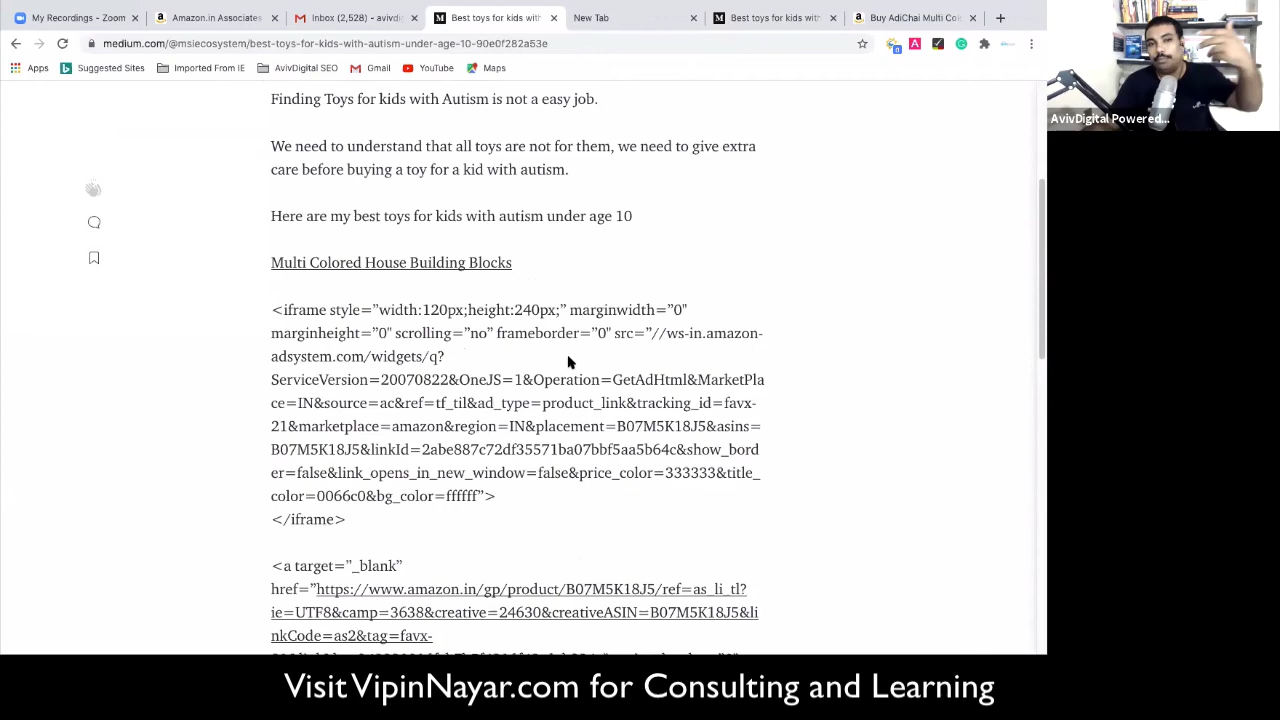 My Recordings - Zoom
Amazon.in Associates
Inbox (2,528) - avivdi
Best toys for kids with
New Tab
Best toys for kids with
Buy AdiChai Multi Co
medium.com/@msiecosystem/best-toys-for-kids-with-autism-under-age-10-90e0f282a53e
Apps
Suggested Sites
Imported From IE
AvivDigital SEO
Gmail
YouTube
Maps
AvivDigital Powered...
Finding Toys for kids with Autism is not a easy job.
We need to understand that all toys are not for them, we need to give extra
care before buying a toy for a kid with autism.
Here are my best toys for kids with autism under age 10
Multi Colored House Building Blocks
<iframe style=”width:120px;height:240px;” marginwidth=”0"
marginheight=”0" scrolling=”no” frameborder=”0" src=”//ws-in.amazon-
adsystem.com/widgets/q?
ServiceVersion=20070822&OneJS=1&Operation=GetAdHtml&MarketPla
ce=IN&source=ac&ref=tf_til&ad_type=product_link&tracking_id=favx-
21&marketplace=amazon&region=IN&placement=B07M5K18J5&asins=
B07M5K18J5&linkId=2abe887c72df35571ba07bbf5aa5b64c&show_bord
er=false&link_opens_in_new_window=false&price_color=333333&title_
color=0066c0&bg_color=ffffff”>
</iframe>
<a target=”_blank”
href=”https://www.amazon.in/gp/product/B07M5K18J5/ref=as_li_tl?
ie=UTF8&camp=3638&creative=24630&creativeASIN=B07M5K18J5&li
nkCode=as2&tag=favx-
Visit VipinNayar.com for Consulting and Learning